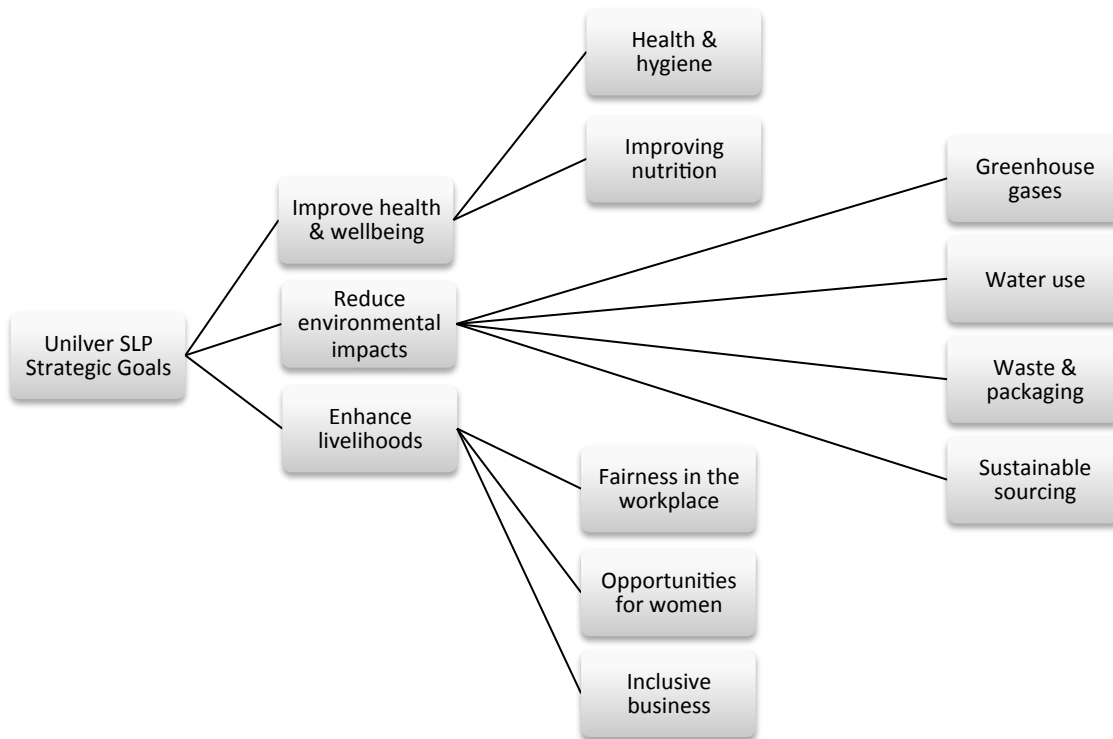 Unilver SLP
Strategic Goals
Improve health
& wellbeing
Health &
hygiene
Improving
nutrition
Reduce
environmental
impacts
Greenhouse
gases
Water use
Waste &
packaging
Sustainable
sourcing
Enhance
livelihoods
Fairness in the
workplace
Opportunities
for women
Inclusive
business